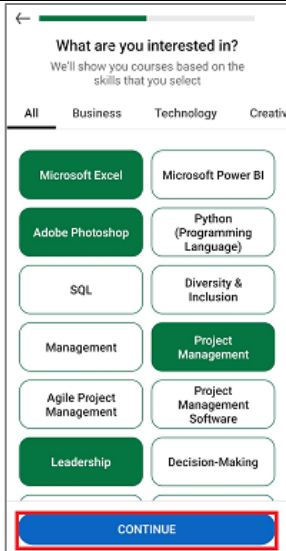 What are you interested in?
We'll show you courses based on the
skills that you select
All Business Technology Creativ
Microsoft Excel Microsoft Power BI
Adobe Photoshop
Python
(Programming
Language)
SQL
Diversity &
Inclusion
Management
Project
Management
Agile Project
Management
Project
Management
Software
Leadership Decision-Making
CONTINUE